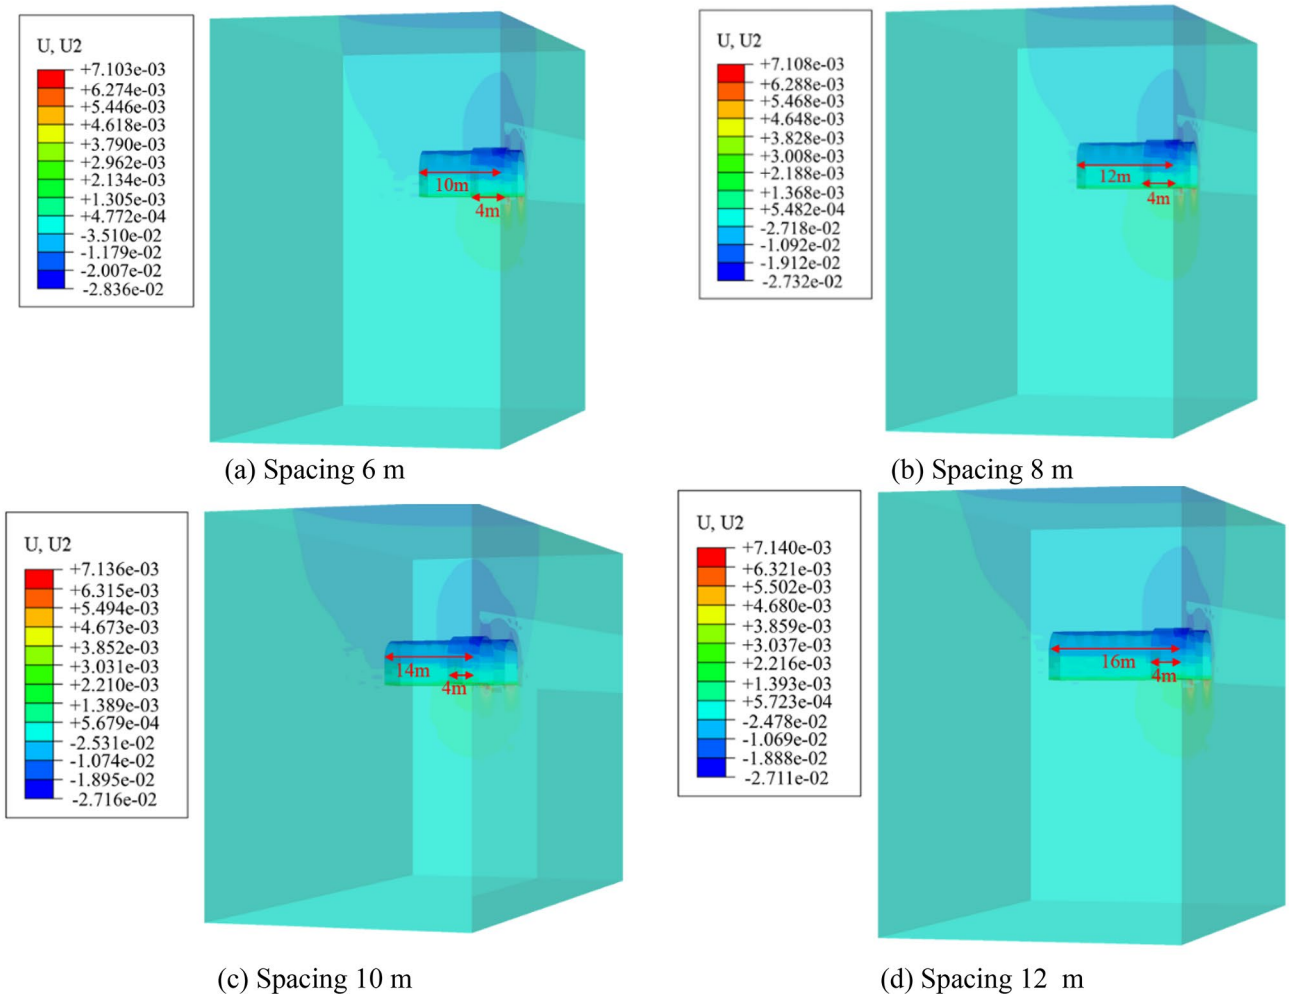 U, U2
+7.103e-03
+6.274e-03
+5.446e-03
+4.618e-03
+3.790e-03
+2.962e-03
+2.134e-03
+1.305e-03
+4.772e-04
-3.510e-02
-1.179e-02
-2.007e-02
-2.836e-02
10m
4m
(a) Spacing 6 m
U, U2
+7.108e-03
+6.288e-03
+5.468e-03
+4.648e-03
+3.828e-03
+3.008e-03
+2.188e-03
+1.368e-03
+5.482e-04
-2.718e-02
-1.092e-02
-1.912e-02
-2.732e-02
12m
4m
(b) Spacing 8 m
U, U2
+7.136e-03
+6.315e-03
+5.494e-03
+4.673e-03
+3.852e-03
+3.031e-03
+2.210e-03
+1.389e-03
+5.679e-04
-2.531e-02
-1.074e-02
-1.895e-02
-2.716e-02
14m
4m
(c) Spacing 10 m
U, U2
+7.140e-03
+6.321e-03
+5.502e-03
+4.680e-03
+3.859e-03
+3.037e-03
+2.216e-03
+1.393e-03
+5.723e-04
-2.478e-02
-1.069e-02
-1.888e-02
-2.711e-02
16m
4m
(d) Spacing 12 m